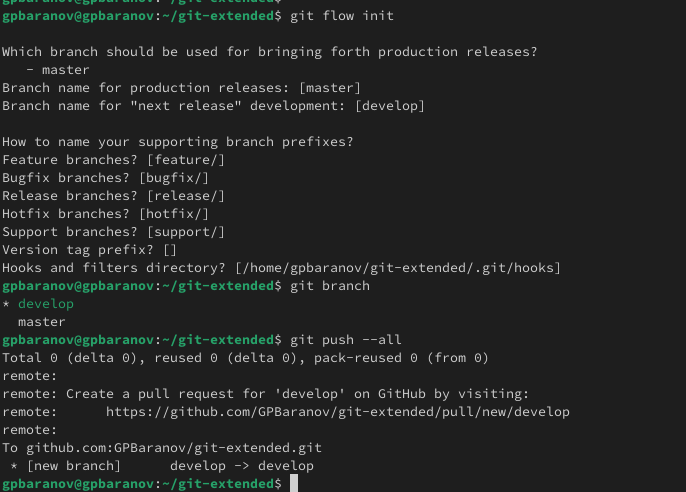 gpbaranov@gpbaranov:~/git-extended$ git flow init

Which branch should be used for bringing forth production releases?
   - master
Branch name for production releases: [master]
Branch name for "next release" development: [develop]

How to name your supporting branch prefixes?
Feature branches? [feature/]
Bugfix branches? [bugfix/]
Release branches? [release/]
Hotfix branches? [hotfix/]
Support branches? [support/]
Version tag prefix? []
Hooks and filters directory? [/home/gpbaranov/git-extended/.git/hooks]
gpbaranov@gpbaranov:~/git-extended$ git branch
* develop
  master
gpbaranov@gpbaranov:~/git-extended$ git push --all
Total 0 (delta 0), reused 0 (delta 0), pack-reused 0 (from 0)
remote:
remote: Create a pull request for 'develop' on GitHub by visiting:
remote:      https://github.com/GPBaranov/git-extended/pull/new/develop
remote:
To github.com:GPBaranov/git-extended.git
 * [new branch]      develop -> develop
gpbaranov@gpbaranov:~/git-extended$